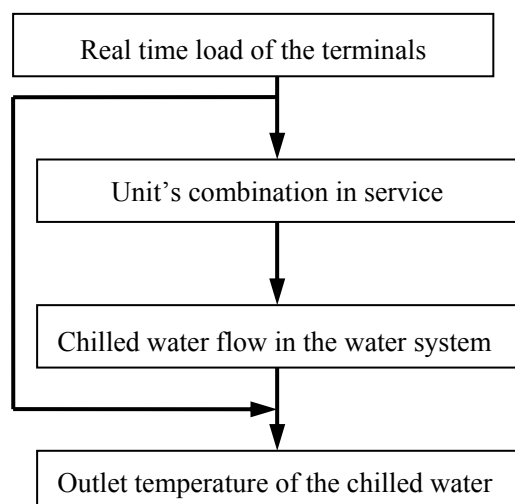 Real time load of the terminals
Unit’s combination in service
Chilled water flow in the water system
Outlet temperature of the chilled water